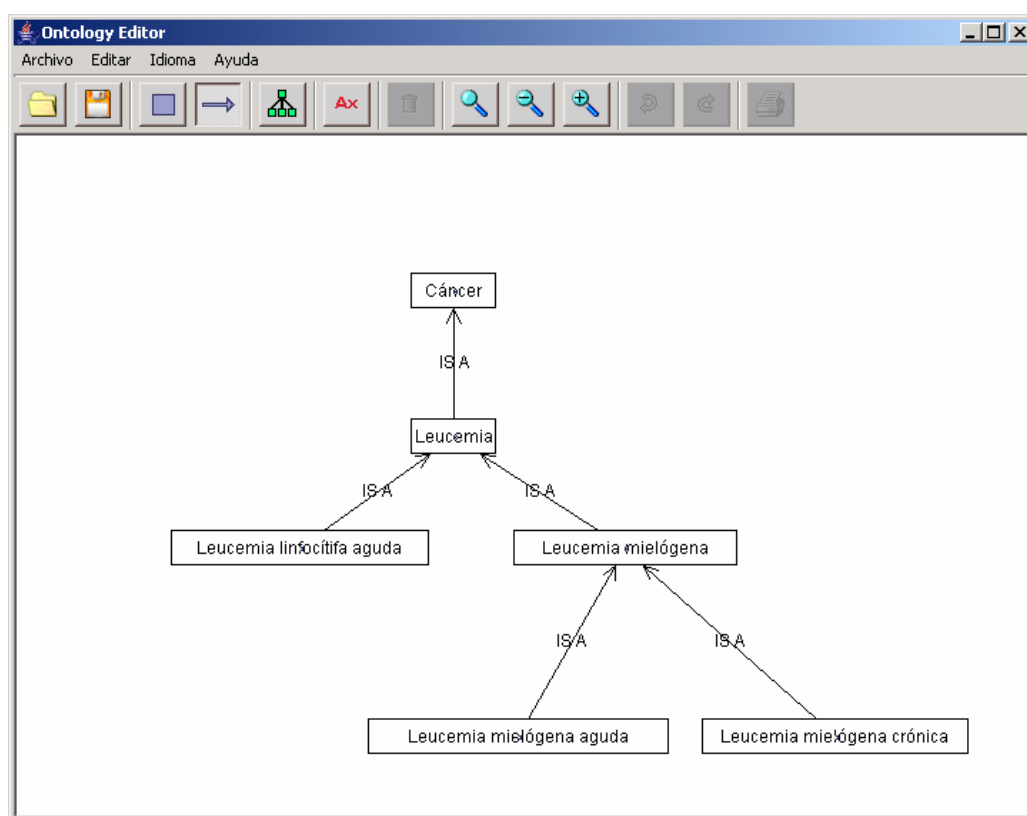 Ontology Editor
Archivo Editar Idioma Ayuda
Ax
Cáncer
IS A
Leucemia
IS A IS A
Leucemia linfocítifa aguda Leucemia mielógena
IS A IS A
Leucemia mielógena aguda Leucemia mielógena crónica